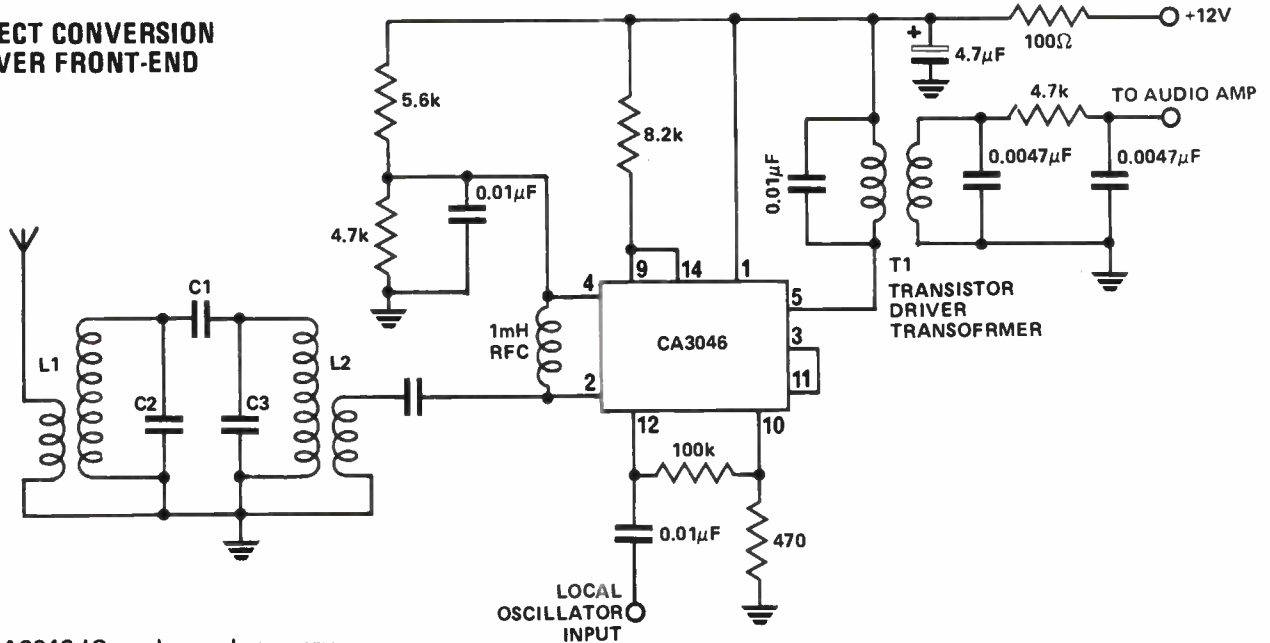 ECT CONVERSION
VER FRONT-END
+12V
100Ω
+
4.7µF
5.6k
8.2k
4.7k
TO AUDIO AMP
0.01µF
0.0047µF
0.0047µF
0.01µF
4.7k
9
14
1
4
5
T1
TRANSISTOR
DRIVER
TRANSOFRMER
C1
1mH
RFC
CA3046
3
L1
L2
2
11
C2
C3
12
10
100k
0.01µF
470
LOCAL
OSCILLATOR
INPUT